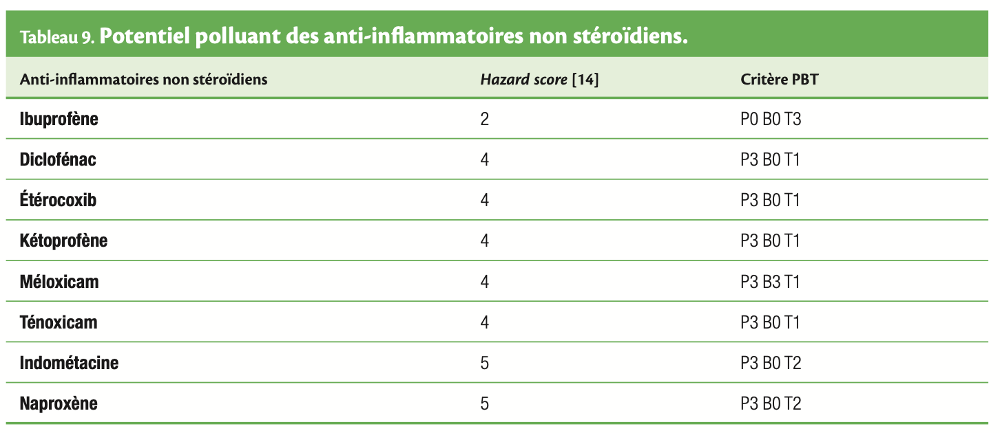 Tableau 9. Potentiel polluant des anti-inflammatoires non stéroïdiens.
Anti-inflammatoires non stéroïdiens Hazard score [14] Critère PBT
Ibuprofène 2 P0 B0 T3
Diclofénac 4 P3 B0 T1
Étérocoxib 4 P3 B0 T1
Kétoprofène 4 P3 B0 T1
Méloxicam 4 P3 B3 T1
Ténoxicam 4 P3 B0 T1
Indométacine 5 P3 B0 T2
Naproxène 5 P3 B0 T2